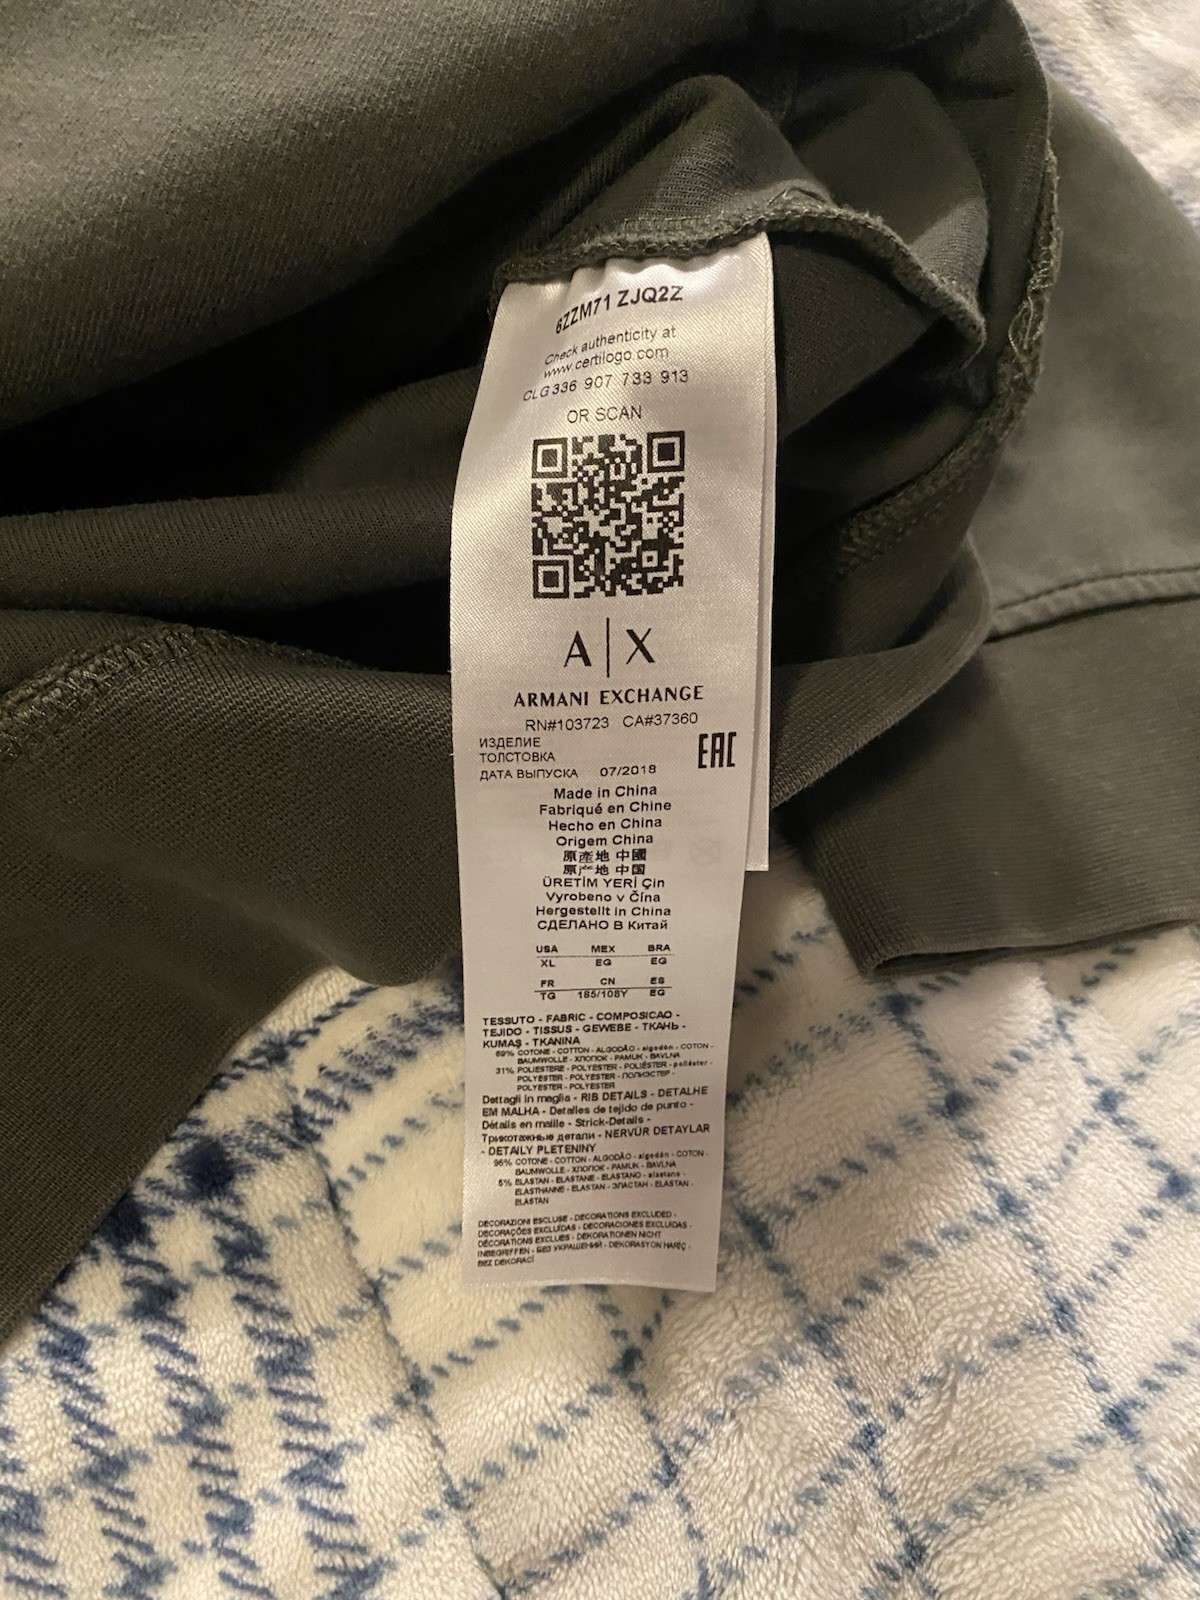 6ZZM71 ZJQ2Z
Check authenticity at
www.certilogo.com
CLG 336 907 733 913
OR SCAN
A|X
ARMANI EXCHANGE
RN#103723 CA#37360
ИЗДЕЛИЕ
ТОЛСТОВКА
ДАТА ВЫПУСКА 07/2018
EAC
Made in China
Fabriqué en Chine
Hecho en China
Origem China
原產地 中國
原产地 中国
ÜRETİM YERİ Çin
Vyrobeno v Čína
Hergestellt in China
СДЕЛАНО В Китай
USA MEX BRA
XL EG EG
FR CN ES
TG 185/108Y EG
TESSUTO - FABRIC - COMPOSICAO -
TEJIDO - TISSUS - GEWEBE - ТКАНЬ -
KUMAŞ - TKANINA
69% COTONE - COTTON - ALGODÃO - algodón - COTON -
BAUMWOLLE - ХЛОПОК - PAMUK - BAVLNA
31% POLIESTERE - POLYESTER - POLIÉSTER - poliéster -
POLYESTER - POLYESTER - ПОЛИЭСТЕР -
POLYESTER - POLYESTER
Dettagli in maglia - RIB DETAILS - DETALHE
EM MALHA - Detalles de tejido de punto -
Détails en maille - Strick-Details -
Трикотажные детали - NERVÜR DETAYLAR
- DETAILY PLETENINY
95% COTONE - COTTON - ALGODÃO - algodón - COTON -
BAUMWOLLE - ХЛОПОК - PAMUK - BAVLNA
5% ELASTAN - ELASTANE - ELASTANO - elastano -
ELASTHANNE - ELASTAN - ЭЛАСТАН - ELASTAN -
ELASTAN
DECORAZIONI ESCLUSE - DECORATIONS EXCLUDED -
DECORAÇÕES EXCLUÍDAS - DECORACIONES EXCLUIDAS -
DÉCORATIONS EXCLUES - DEKORATIONEN NICHT
INBEGRIFFEN - БЕЗ УКРАШЕНИЙ - DEKORASYON HARİÇ -
BEZ DEKORACÍ